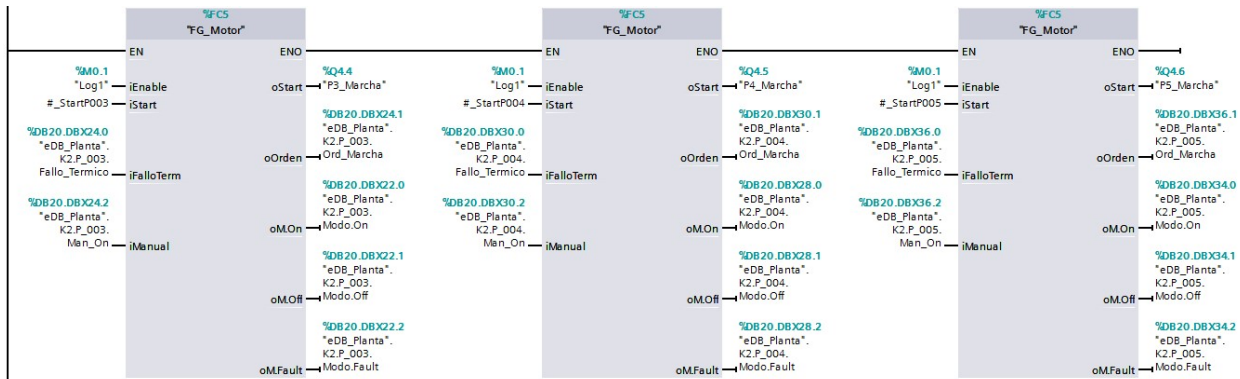 %FC5
"FG_Motor"
EN
ENO
%M0.1
"Log1"
iEnable
#_StartP003
iStart
%DB20.DBX24.0
"eDB_Planta".
K2.P_003.
Fallo_Termico
iFalloTerm
%DB20.DBX24.2
"eDB_Planta".
K2.P_003.
Man_On
iManual
%Q4.4
oStart
"P3_Marcha"
%DB20.DBX24.1
"eDB_Planta".
K2.P_003.
oOrden
Ord_Marcha
%DB20.DBX22.0
"eDB_Planta".
K2.P_003.
oM.On
Modo.On
%DB20.DBX22.1
"eDB_Planta".
K2.P_003.
oM.Off
Modo.Off
%DB20.DBX22.2
"eDB_Planta".
K2.P_003.
oM.Fault
Modo.Fault
%FC5
"FG_Motor"
EN
ENO
%M0.1
"Log1"
iEnable
#_StartP004
iStart
%DB20.DBX30.0
"eDB_Planta".
K2.P_004.
Fallo_Termico
iFalloTerm
%DB20.DBX30.2
"eDB_Planta".
K2.P_004.
Man_On
iManual
%Q4.5
oStart
"P4_Marcha"
%DB20.DBX30.1
"eDB_Planta".
K2.P_004.
oOrden
Ord_Marcha
%DB20.DBX28.0
"eDB_Planta".
K2.P_004.
oM.On
Modo.On
%DB20.DBX28.1
"eDB_Planta".
K2.P_004.
oM.Off
Modo.Off
%DB20.DBX28.2
"eDB_Planta".
K2.P_004.
oM.Fault
Modo.Fault
%FC5
"FG_Motor"
EN
ENO
%M0.1
"Log1"
iEnable
#_StartP005
iStart
%DB20.DBX36.0
"eDB_Planta".
K2.P_005.
Fallo_Termico
iFalloTerm
%DB20.DBX36.2
"eDB_Planta".
K2.P_005.
Man_On
iManual
%Q4.6
oStart
"P5_Marcha"
%DB20.DBX36.1
"eDB_Planta".
K2.P_005.
oOrden
Ord_Marcha
%DB20.DBX34.0
"eDB_Planta".
K2.P_005.
oM.On
Modo.On
%DB20.DBX34.1
"eDB_Planta".
K2.P_005.
oM.Off
Modo.Off
%DB20.DBX34.2
"eDB_Planta".
K2.P_005.
oM.Fault
Modo.Fault